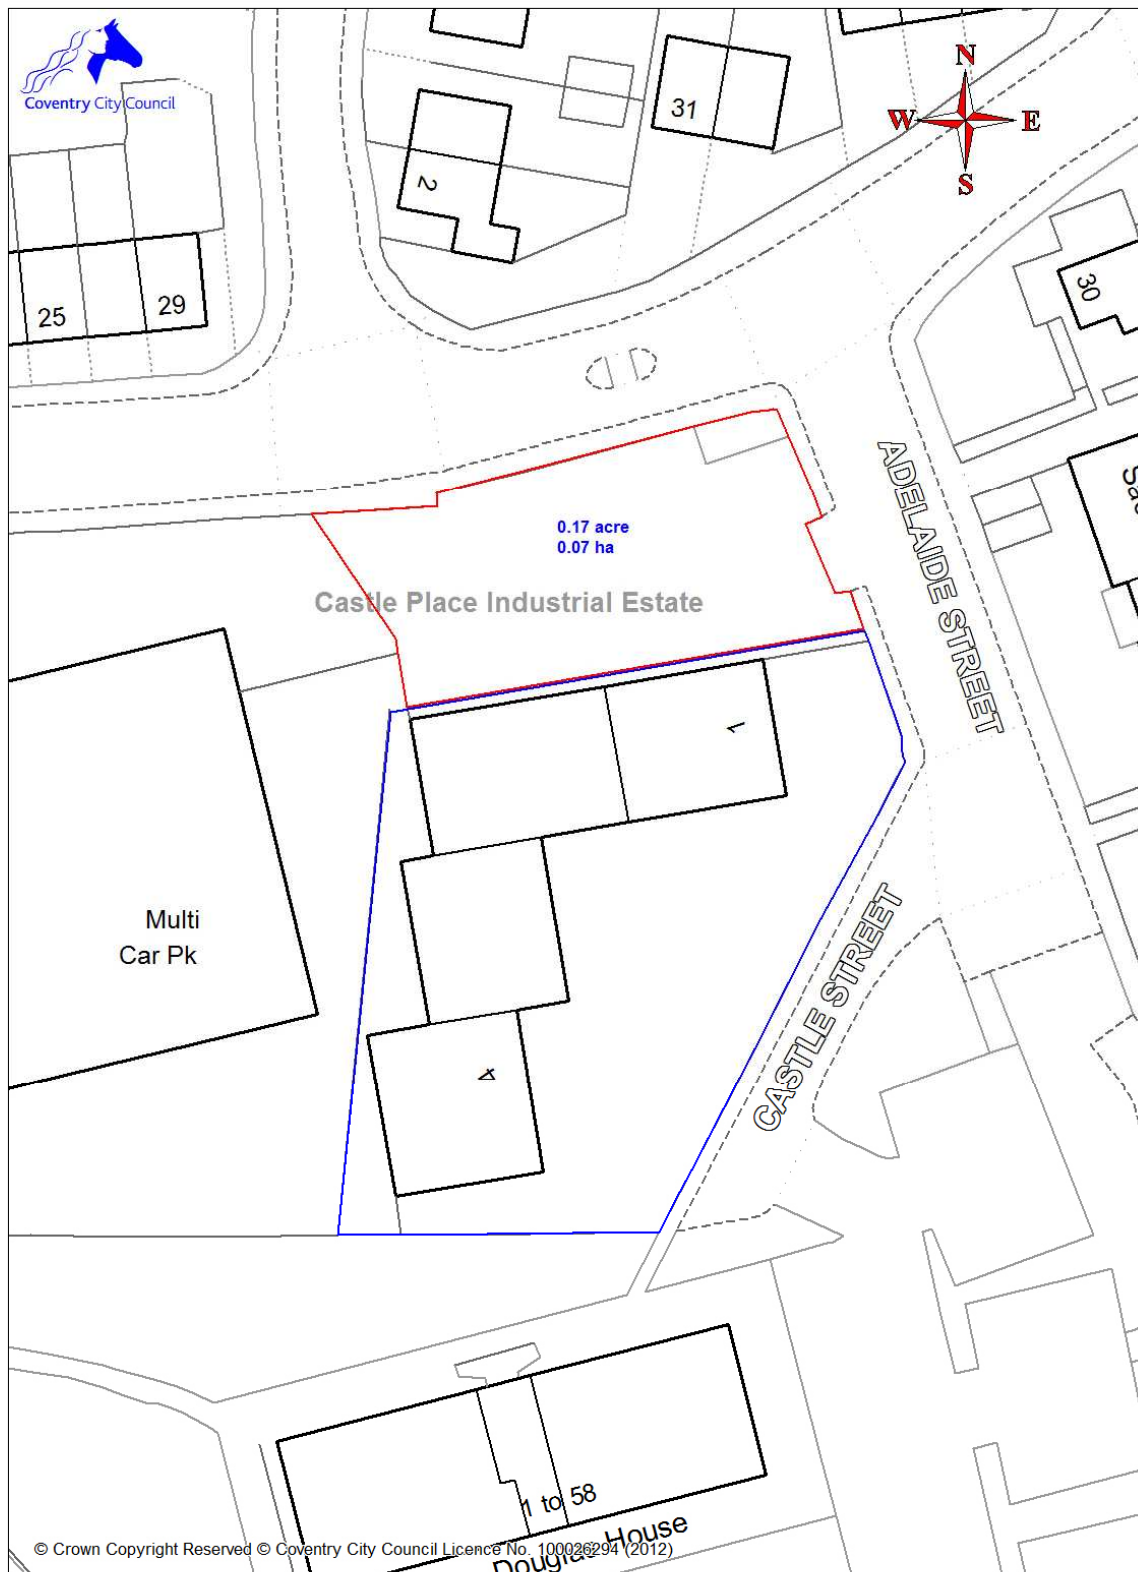 Coventry City Council
N
W E
S
31
2
25
29
30
0.17 acre
0.07 ha
Castle Place Industrial Estate
ADELAIDE STREET
1
Multi
Car Pk
CASTLE STREET
4
1 to 58
Douglas House
© Crown Copyright Reserved © Coventry City Council Licence No. 100026294 (2012)